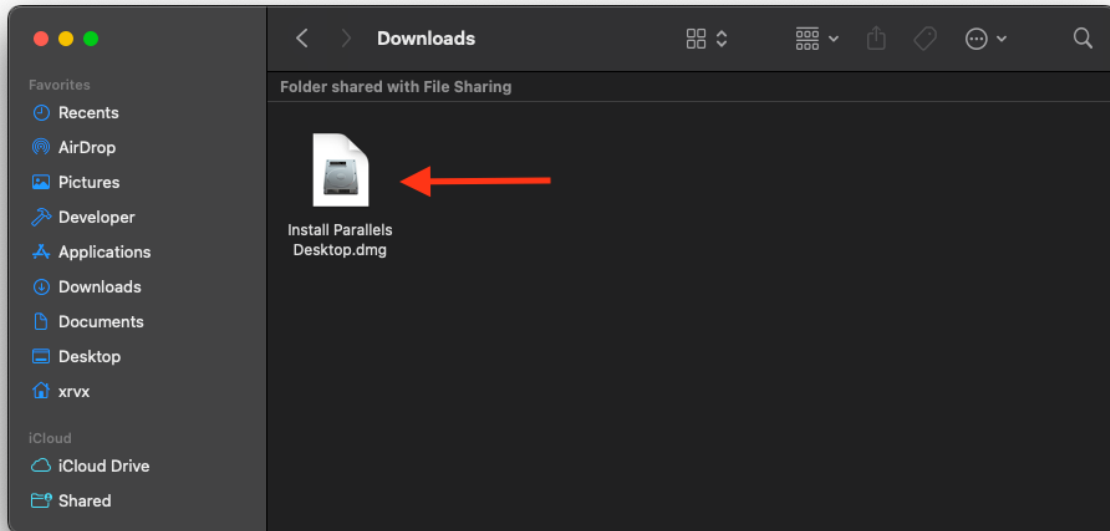 Downloads
Favorites
Recents
AirDrop
Pictures
Developer
Applications
Downloads
Documents
Desktop
xrvx
iCloud
iCloud Drive
Shared
Folder shared with File Sharing
Install Parallels
Desktop.dmg